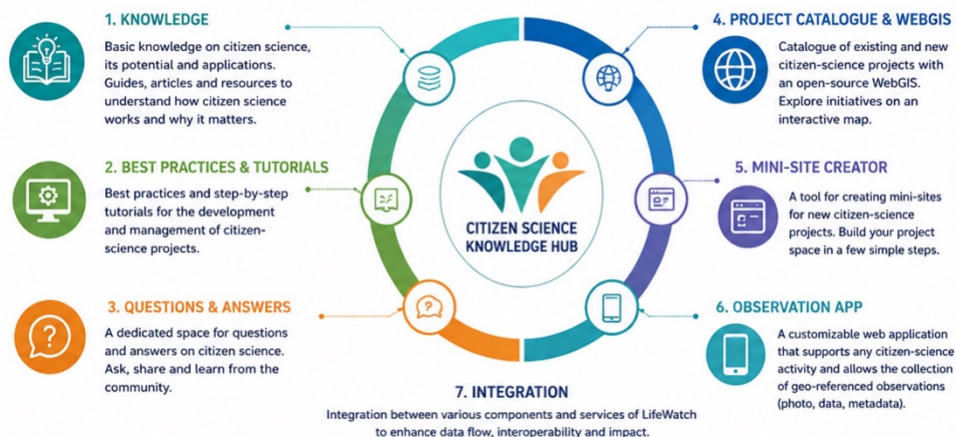 1. KNOWLEDGE
Basic knowledge on citizen science,
its potential and applications.
Guides, articles and resources to
understand how citizen science
works and why it matters.
2. BEST PRACTICES & TUTORIALS
Best practices and step-by-step
tutorials for the development
and management of citizen-
science projects.
3. QUESTIONS & ANSWERS
A dedicated space for questions
and answers on citizen science.
Ask, share and learn from the
community.
CITIZEN SCIENCE
KNOWLEDGE HUB
4. PROJECT CATALOGUE & WEBGIS
Catalogue of existing and new
citizen-science projects with
an open-source WebGIS.
Explore initiatives on an
interactive map.
5. MINI-SITE CREATOR
A tool for creating mini-sites
for new citizen-science
projects. Build your project
space in a few simple steps.
6. OBSERVATION APP
A customizable web application
that supports any citizen-science
activity and allows the collection
of geo-referenced observations
(photo, data, metadata).
7. INTEGRATION
Integration between various components and services of LifeWatch
to enhance data flow, interoperability and impact.